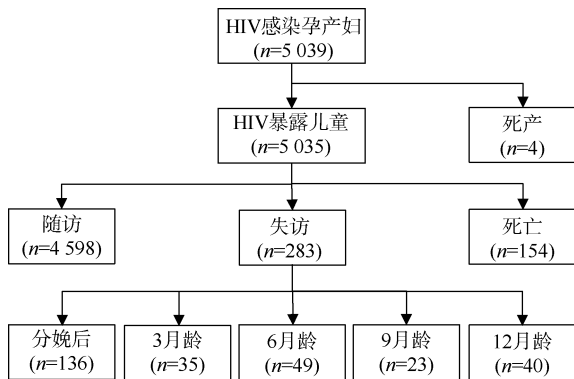 HIV感染孕产妇
(n=5 039)
HIV暴露儿童
(n=5 035)
死产
(n=4)
随访
(n=4 598)
失访
(n=283)
死亡
(n=154)
分娩后
(n=136)
3月龄
(n=35)
6月龄
(n=49)
9月龄
(n=23)
12月龄
(n=40)